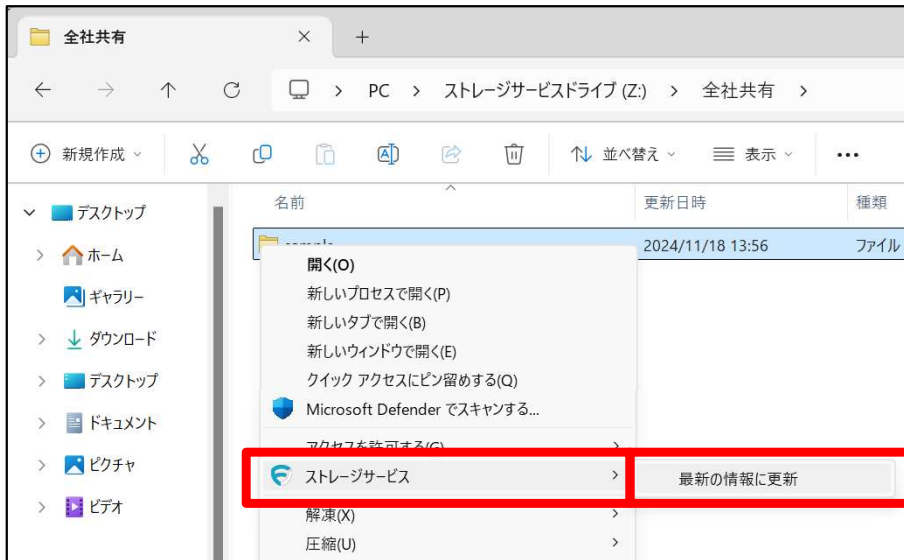 全社共有
PC > ストレージサービスドライブ (Z:) > 全社共有 >
新規作成
並べ替え
表示
名前
更新日時
種類
デスクトップ
ホーム
ギャラリー
ダウンロード
デスクトップ
ドキュメント
ピクチャ
ビデオ
sample
2024/11/18 13:56
ファイル
開く(O)
新しいプロセスで開く(P)
新しいタブで開く(B)
新しいウィンドウで開く(E)
クイック アクセスにピン留めする(Q)
Microsoft Defender でスキャンする...
アクセスを許可する(G)
ストレージサービス
最新の情報に更新
解凍(X)
圧縮(U)